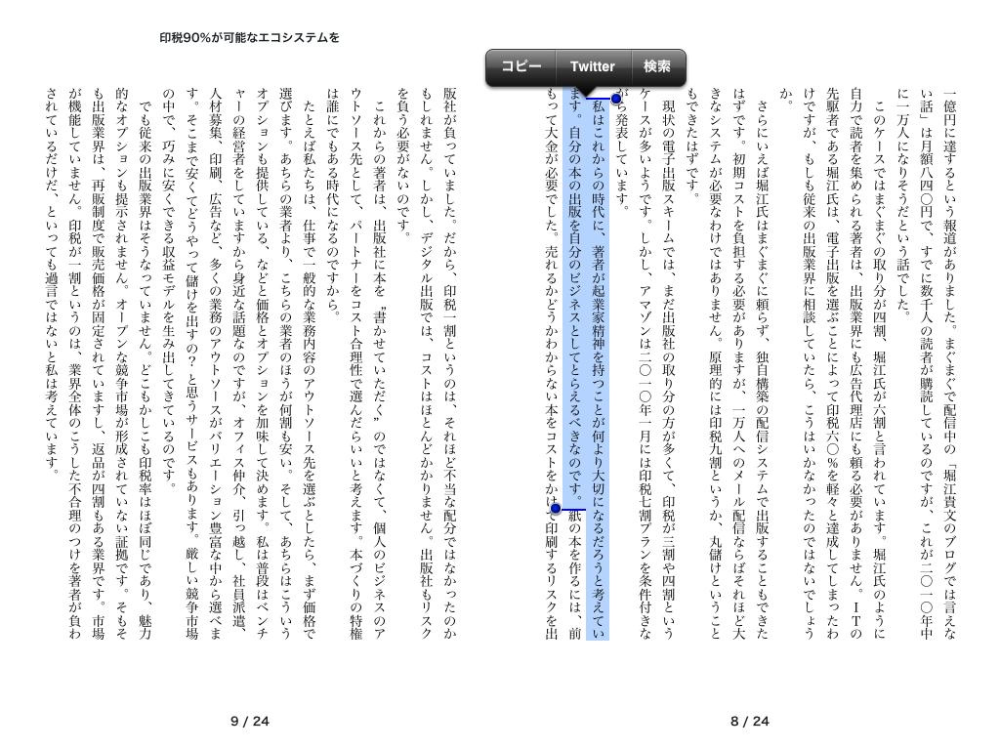 印税90%が可能なエコシステムを
コピー
Twitter
検索
一億円に達するという報道がありました。まぐまぐで配信中の「堀江貴文のブログでは言えな
い話」は月額八四〇円で、すでに数千人の読者が購読しているのですが、これが二〇一〇年中
に一万人になりそうだという話でした。
このケースではまぐまぐの取り分が四割、堀江氏が六割と言われています。堀江氏のように
自力で読者を集められる著者は、出版業界にも広告代理店にも頼る必要がありません。ITの
先駆者である堀江氏は、電子出版を選ぶことによって印税六〇％を軽々と達成してしまったわ
けですが、もしも従来の出版業界に相談していたら、こうはいかなかったのではないでしょう
か。
さらにいえば堀江氏はまぐまぐに頼らず、独自構築の配信システムで出版することもできた
はずです。初期コストを負担する必要がありますが、一万人へのメール配信ならばそれほど大
きなシステムが必要なわけではありません。原理的には印税九割というか、丸儲けということ
もできたはずです。
現状の電子出版スキームでは、まだ出版社の取り分の方が多くて、印税が三割や四割という
ケースが多いようです。しかし、アマゾンは二〇一〇年一月には印税七割プランを条件付きな
がら発表しています。
私はこれからの時代に、著者が起業家精神を持つことが何より大切になるだろうと考えてい
ます。自分の本の出版を自分のビジネスとしてとらえるべきなのです。紙の本を作るには、前
もって大金が必要でした。売れるかどうかわからない本をコストをかけて印刷するリスクを出
8 / 24
版社が負っていました。だから、印税一割というのは、それほど不当な配分ではなかったのか
もしれません。しかし、デジタル出版では、コストはほとんどかかりません。出版社もリスク
を負う必要がないのです。
これからの著者は、出版社に本を〝書かせていただく〟のではなくて、個人のビジネスのア
ウトソース先として、パートナーをコスト合理性で選んだらいいと考えます。本づくりの特権
は誰にでもある時代になるのですから。
たとえば私たちは、仕事で一般的な業務内容のアウトソース先を選ぶとしたら、まず価格で
選びます。あちらの業者より、こちらの業者のほうが何割も安い。そして、あちらはこういう
オプションも提供している、などと価格とオプションを加味して決めます。私は普段はベンチ
ャーの経営者をしていますから身近な話題なのですが、オフィス仲介、引っ越し、社員派遣、
人材募集、印刷、広告など、多くの業務のアウトソースがバリエーション豊富な中から選べま
す。そこまで安くてどうやって儲けを出すの？ と思うサービスもあります。厳しい競争市場
の中で、巧みに安くできる収益モデルを生み出してきているのです。
でも従来の出版業界はそうなっていません。どこもかしこも印税率はほぼ同じであり、魅力
的なオプションも提示されません。オープンな競争市場が形成されていない証拠です。そもそ
も出版業界は、再販制度で販売価格が固定されていますし、返品が四割もある業界です。市場
が機能していません。印税が一割というのは、業界全体のこうした不合理のつけを著者が負わ
されているだけだ、といっても過言ではないと私は考えています。
9 / 24